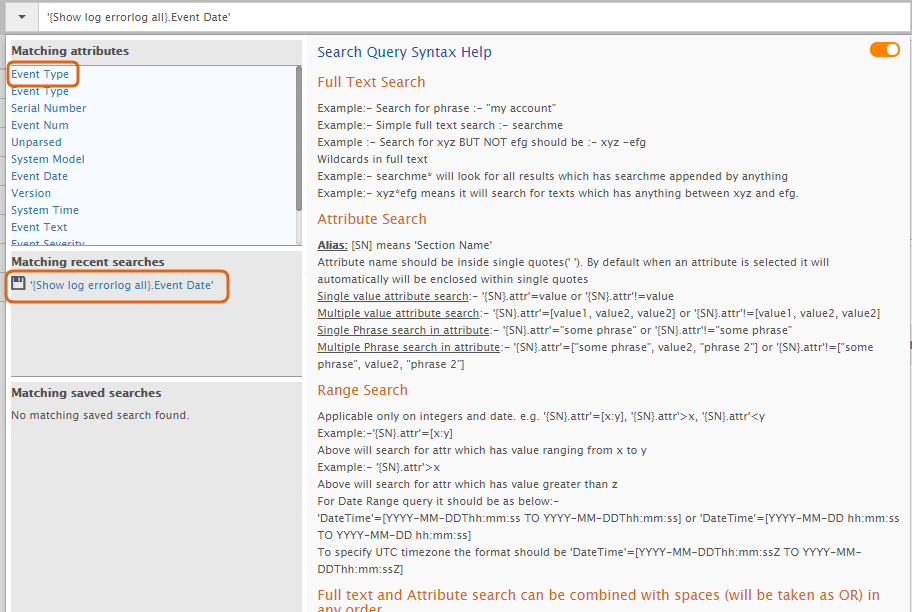 '{Show log errorlog all}.Event Date'
Matching attributes
Event Type
Event Type
Serial Number
Event Num
Unparsed
System Model
Event Date
Version
System Time
Event Text
Event Severity
Matching recent searches
'{Show log errorlog all}.Event Date'
Matching saved searches
No matching saved search found.
Search Query Syntax Help
Full Text Search
Example:- Search for phrase :- "my account"
Example:- Simple full text search :- searchme
Example :- Search for xyz BUT NOT efg should be :- xyz -efg
Wildcards in full text
Example:- searchme* will look for all results which has searchme appended by anything
Example:- xyz*efg means it will search for texts which has anything between xyz and efg.
Attribute Search
Alias: [SN] means 'Section Name'
Attribute name should be inside single quotes(' '). By default when an attribute is selected it will
automatically will be enclosed within single quotes
Single value attribute search:- '{SN}.attr'=value or '{SN}.attr'!=value
Multiple value attribute search:- '{SN}.attr'=[value1, value2, value2] or '{SN}.attr'!=[value1, value2, value2]
Single Phrase search in attribute:- '{SN}.attr'="some phrase" or '{SN}.attr'!="some phrase"
Multiple Phrase search in attribute:- '{SN}.attr'=["some phrase", value2, "phrase 2"] or '{SN}.attr'!=["some
phrase", value2, "phrase 2"]
Range Search
Applicable only on integers and date. e.g. '{SN}.attr'=[x:y], '{SN}.attr'>x, '{SN}.attr'<y
Example:-'{SN}.attr'=[x:y]
Above will search for attr which has value ranging from x to y
Example:- '{SN}.attr'>x
Above will search for attr which has value greater than z
For Date Range query it should be as below:-
'DateTime'=[YYYY-MM-DDThh:mm:ss TO YYYY-MM-DDThh:mm:ss] or 'DateTime'=[YYYY-MM-DD hh:mm:ss
TO YYYY-MM-DD hh:mm:ss]
To specify UTC timezone the format should be 'DateTime'=[YYYY-MM-DDThh:mm:ssZ TO YYYY-MM-
DDThh:mm:ssZ]
Full text and Attribute search can be combined with spaces (will be taken as OR) in
any order